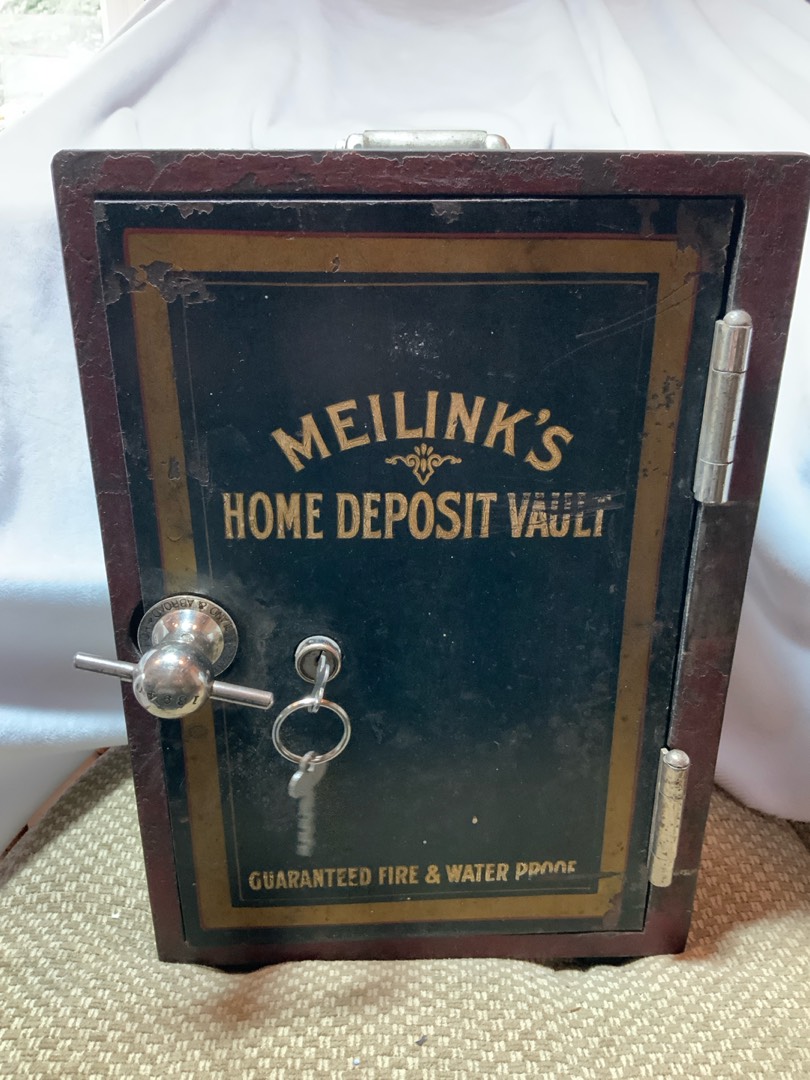 MEILINK'S
HOME DEPOSIT VAULT
GUARANTEED FIRE & WATER PROOF